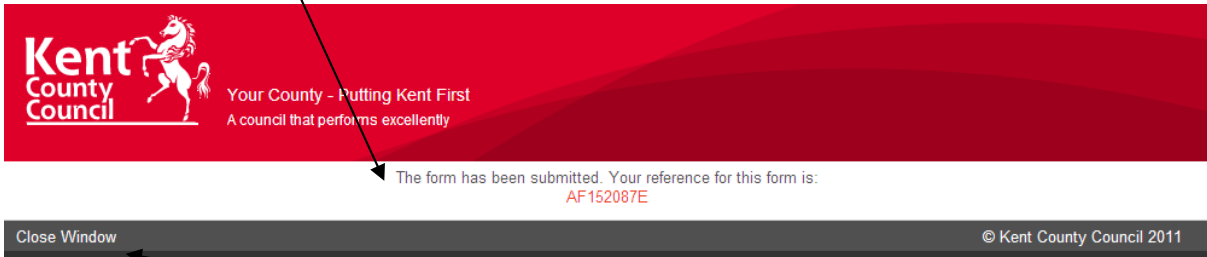 Kent
County
Council
Your County - Putting Kent First
A council that performs excellently
The form has been submitted. Your reference for this form is:
AF152087E
Close Window
© Kent County Council 2011